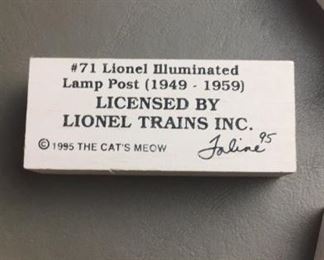 #71 Lionel Illuminated
Lamp Post (1949 - 1959)
LICENSED BY
LIONEL TRAINS INC.
© 1995 THE CAT'S MEOW Faline 95